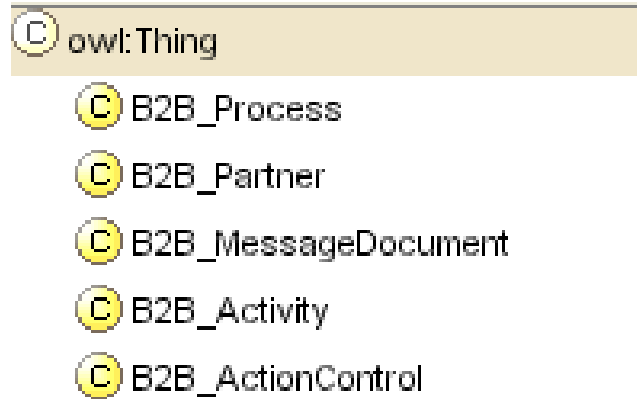 C owl:Thing
C B2B_Process
C B2B_Partner
C B2B_MessageDocument
C B2B_Activity
C B2B_ActionControl